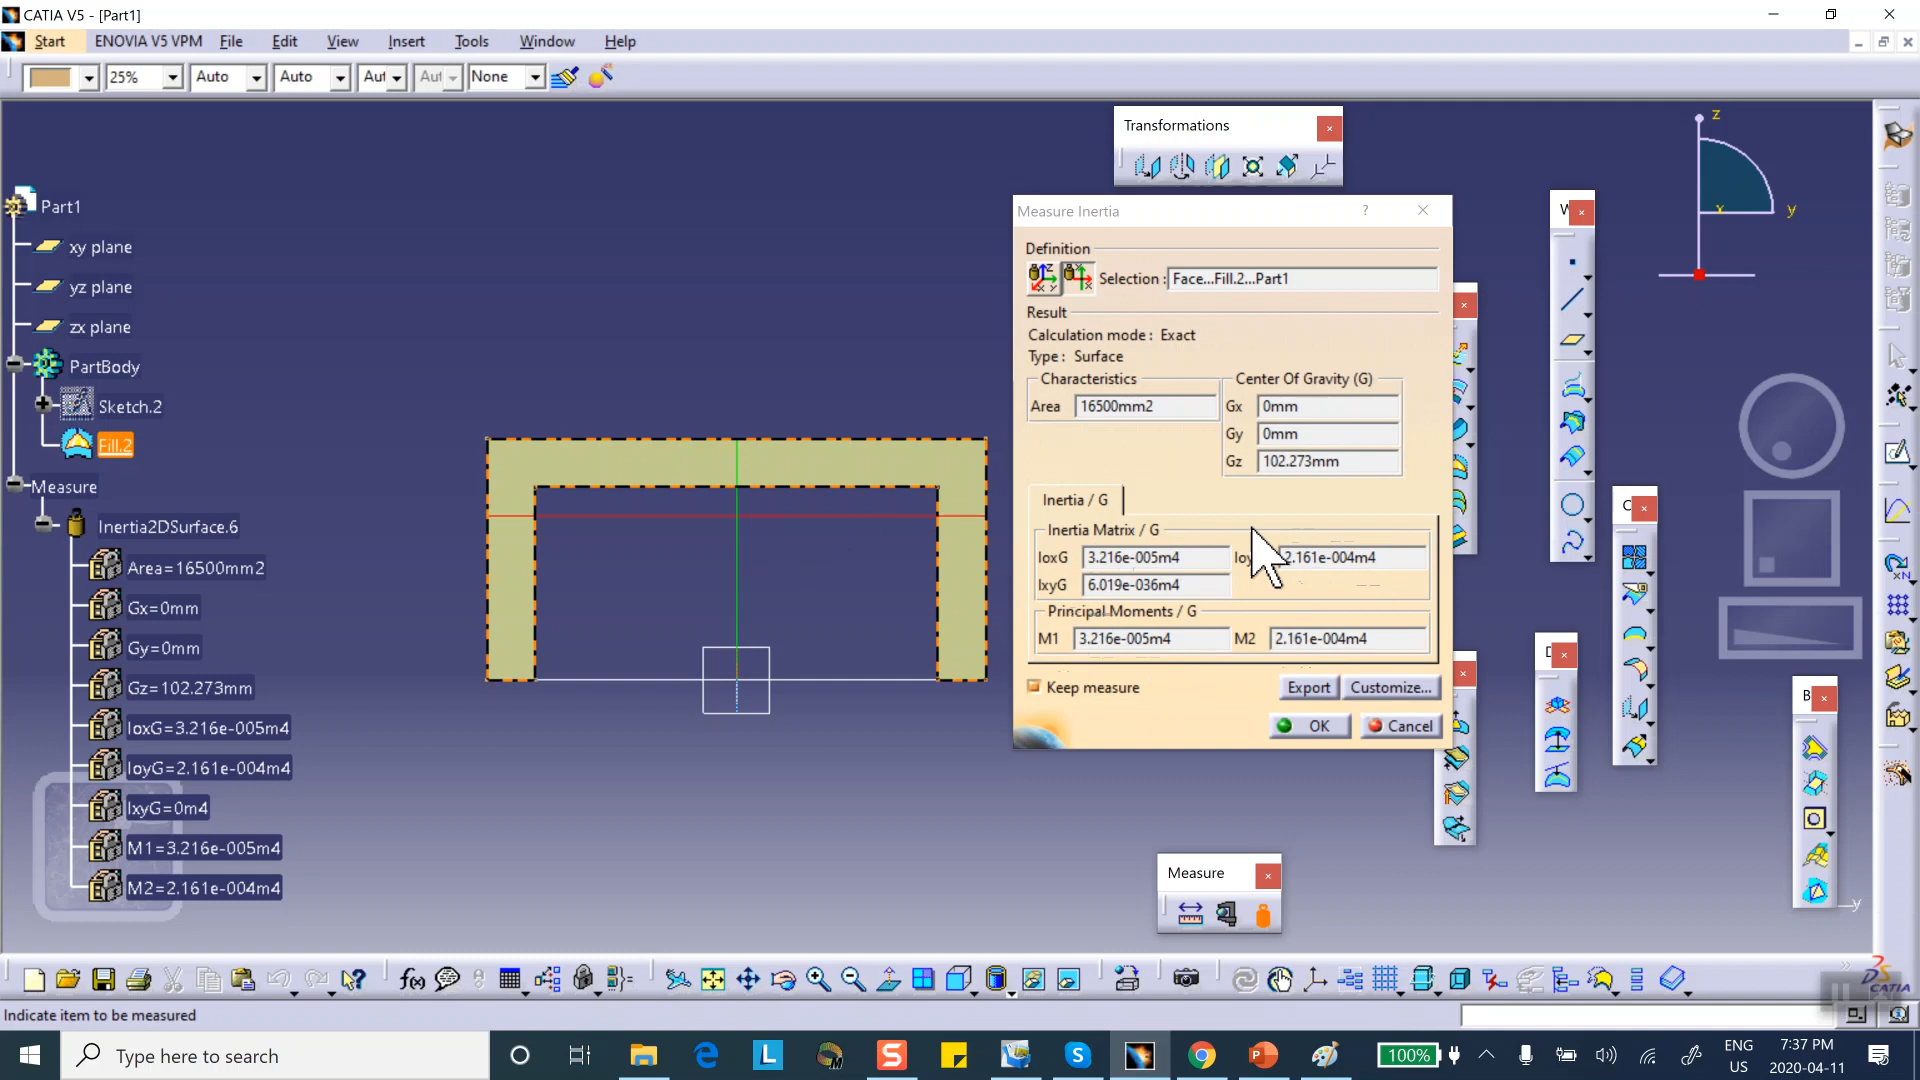 CATIA V5 - [Part1]
Start ENOVIA V5 VPM File Edit View Insert Tools Window Help
25% Auto Auto Aut Aut None
Transformations
z
x y
Part1
xy plane
yz plane
zx plane
PartBody
Sketch.2
Fill.2
Measure
Inertia2DSurface.6
Area=16500mm2
Gx=0mm
Gy=0mm
Gz=102.273mm
IoxG=3.216e-005m4
IoyG=2.161e-004m4
IxyG=0m4
M1=3.216e-005m4
M2=2.161e-004m4
Measure Inertia ?
Definition
Selection : Face...Fill.2...Part1
Result
Calculation mode : Exact
Type : Surface
Characteristics Center Of Gravity (G)
Area 16500mm2 Gx 0mm
Gy 0mm
Gz 102.273mm
Inertia / G
Inertia Matrix / G
IoxG 3.216e-005m4 Ioy 2.161e-004m4
IxyG 6.019e-036m4
Principal Moments / G
M1 3.216e-005m4 M2 2.161e-004m4
Keep measure Export Customize...
OK Cancel
Measure
C
B
y
f(x)
CATIA
Indicate item to be measured
Type here to search
L
S
100%
ENG
US
7:37 PM
2020-04-11